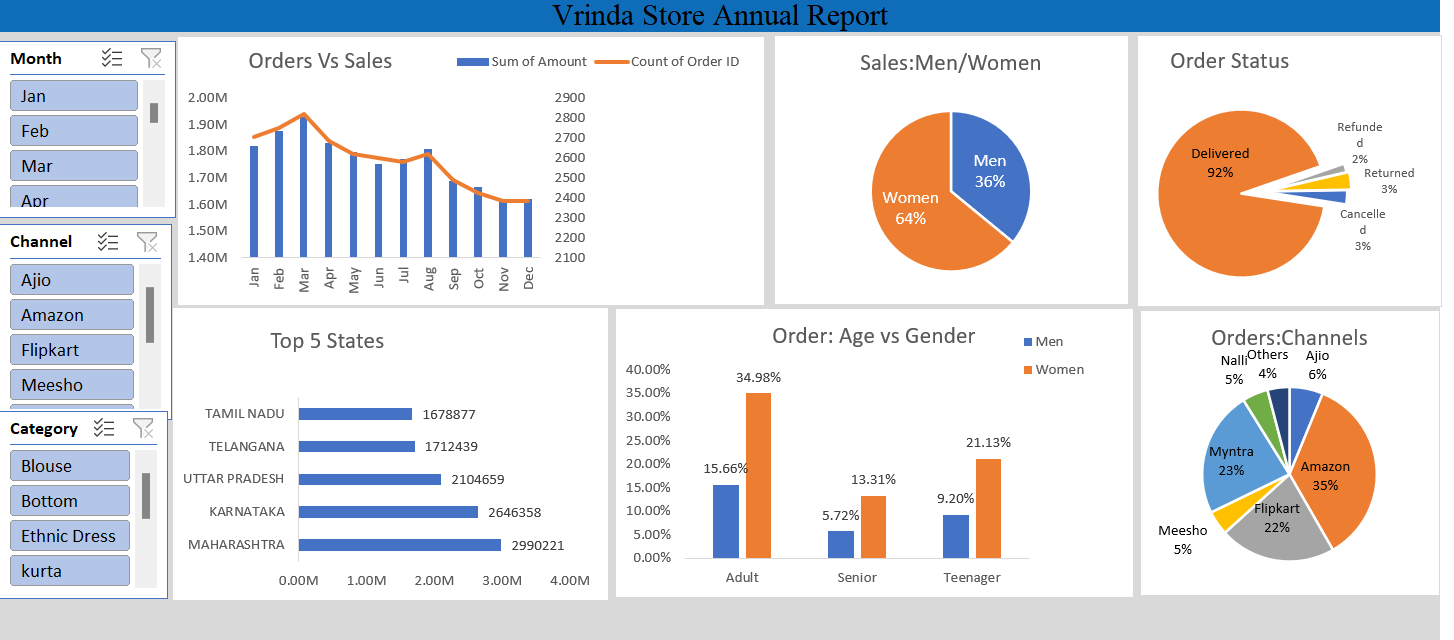 Vrinda Store Annual Report
Month
Jan
Feb
Mar
Apr
Channel
Ajio
Amazon
Flipkart
Meesho
Category
Blouse
Bottom
Ethnic Dress
kurta
Orders Vs Sales
Sum of Amount
Count of Order ID
2.00M
1.90M
1.80M
1.70M
1.60M
1.50M
1.40M
2900
2800
2700
2600
2500
2400
2300
2200
2100
Jan
Feb
Mar
Apr
May
Jun
Jul
Aug
Sep
Oct
Nov
Dec
Sales:Men/Women
Men
36%
Women
64%
Order Status
Delivered
92%
Refunde
d
2%
Returned
3%
Cancelle
d
3%
Top 5 States
TAMIL NADU 1678877
TELANGANA 1712439
UTTAR PRADESH 2104659
KARNATAKA 2646358
MAHARASHTRA 2990221
0.00M 1.00M 2.00M 3.00M 4.00M
Order: Age vs Gender
Men
Women
40.00%
35.00%
30.00%
25.00%
20.00%
15.00%
10.00%
5.00%
0.00%
15.66%
34.98%
5.72%
13.31%
9.20%
21.13%
Adult Senior Teenager
Orders:Channels
Ajio
6%
Amazon
35%
Flipkart
22%
Meesho
5%
Myntra
23%
Nalli
5%
Others
4%